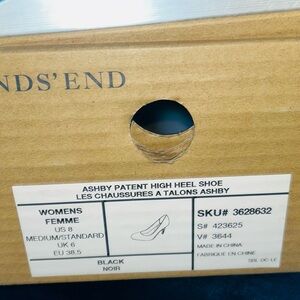 NDS' END
ASHBY PATENT HIGH HEEL SHOE
LES CHAUSSURES A TALONS ASHBY
WOMENS
FEMME
US 8
MEDIUM/STANDARD
UK 6
EU 38.5
SKU# 3628632
S# 423625
V# 3644
MADE IN CHINA
FABRIQUE EN CHINE
BLACK
NOIR